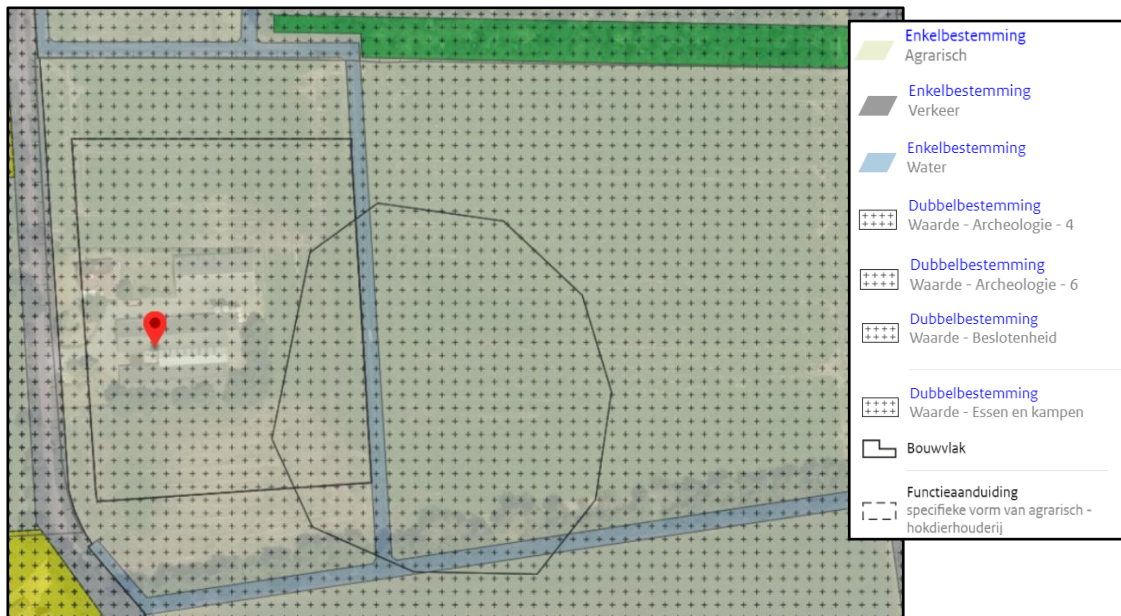 Enkelbestemming
Agrarisch
Enkelbestemming
Verkeer
Enkelbestemming
Water
Dubbelbestemming
Waarde - Archeologie - 4
Dubbelbestemming
Waarde - Archeologie - 6
Dubbelbestemming
Waarde - Beslotenheid
Dubbelbestemming
Waarde - Essen en kampen
Bouwvlak
Functieaanduiding
specifieke vorm van agrarisch -
hokdierhouderij